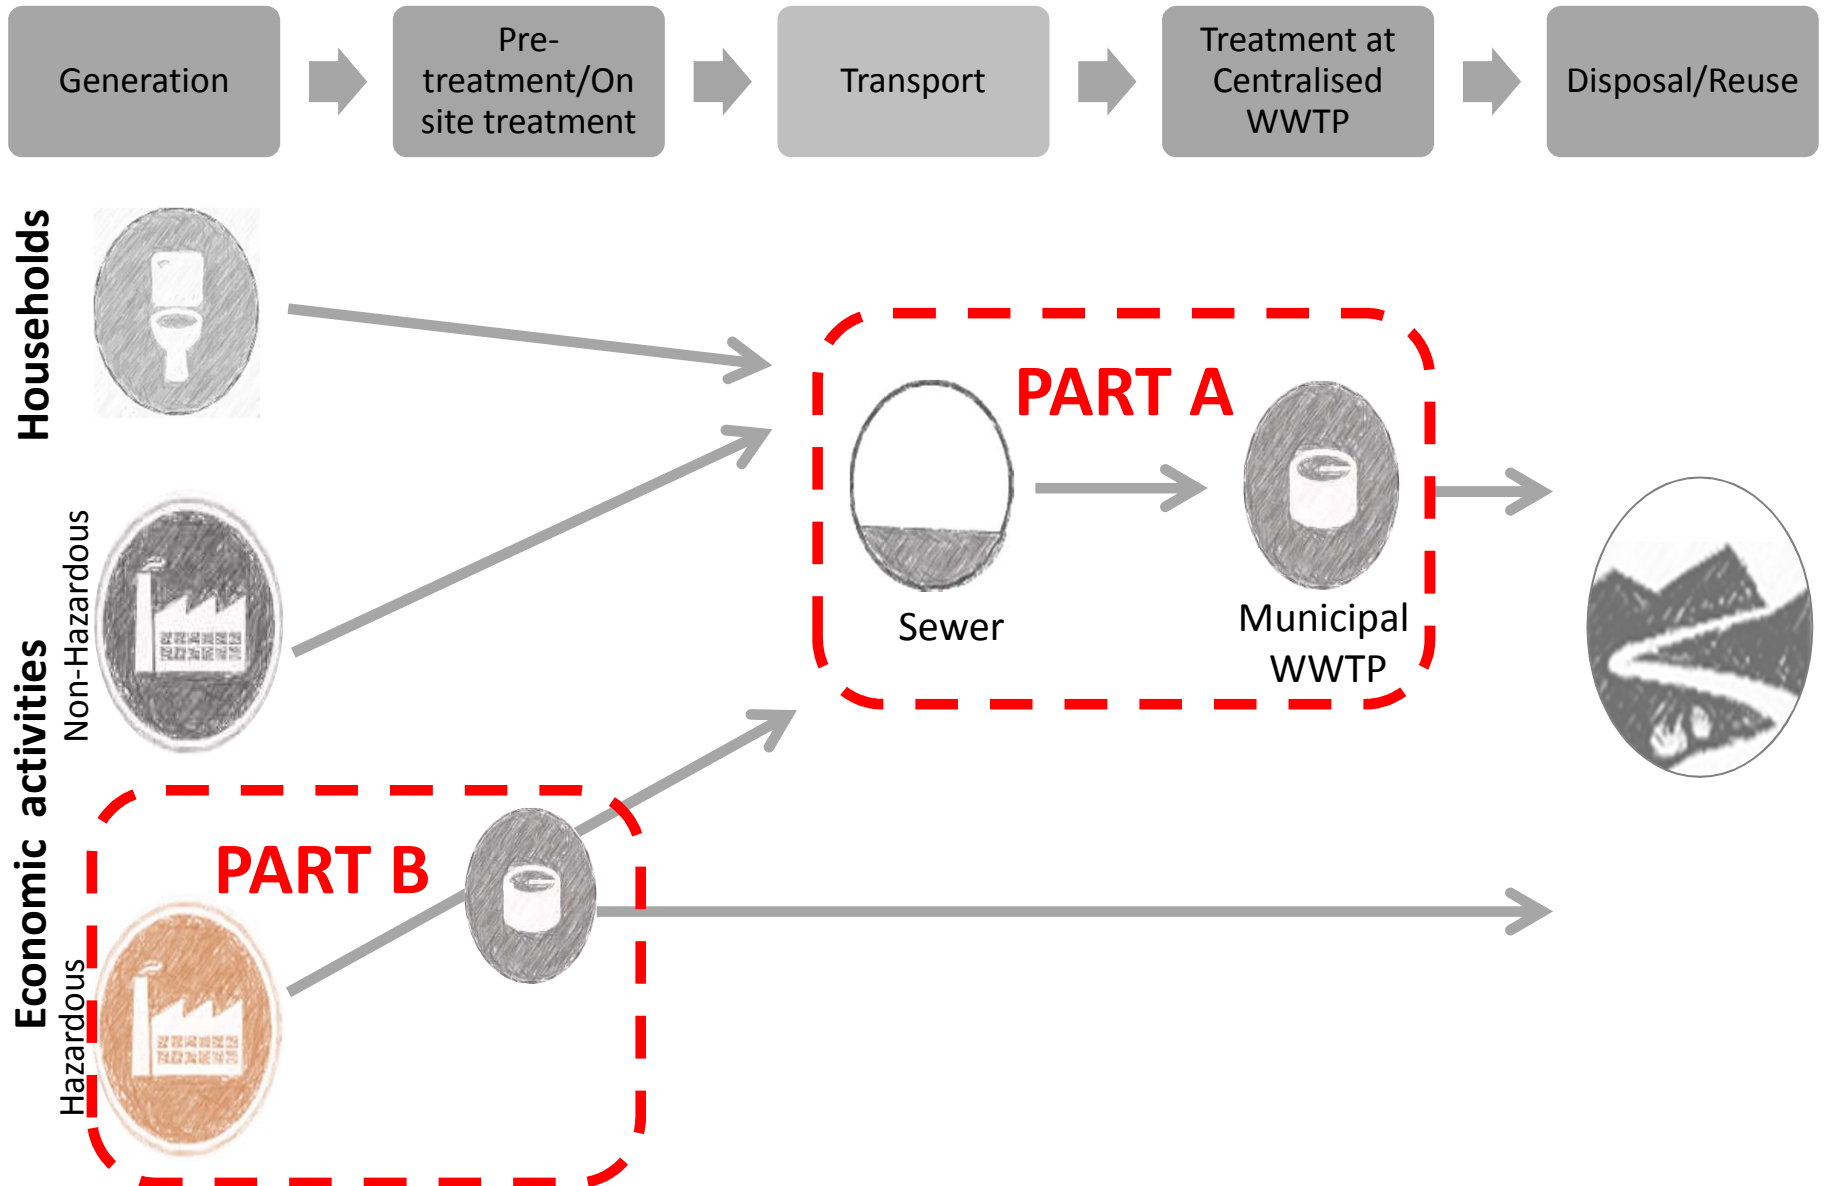 Generation
Pre-
treatment/On
site treatment
Transport
Treatment at
Centralised
WWTP
Disposal/Reuse
Households
PART A
Sewer
Municipal
WWTP
Economic activities
Non-Hazardous
PART B
Hazardous